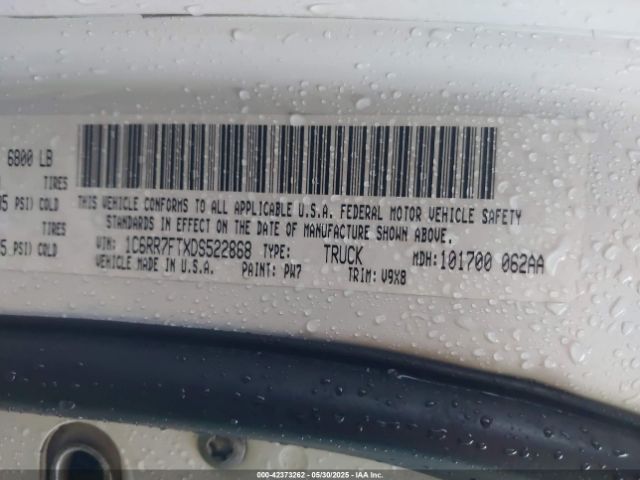 6800 LB
TIRES
5 PSI) COLD
TIRES
5 PSI) COLD
THIS VEHICLE CONFORMS TO ALL APPLICABLE U.S.A. FEDERAL MOTOR VEHICLE SAFETY
STANDARDS IN EFFECT ON THE DATE OF MANUFACTURE SHOWN ABOVE.
VIN: 1C6RR7FTXDS522868 TYPE: TRUCK MDH: 101700 062AA
VEHICLE MADE IN U.S.A. PAINT: PW7 TRIM: V9X8
000-42373262 - 05/30/2025 - IAAI COPYRIGHT